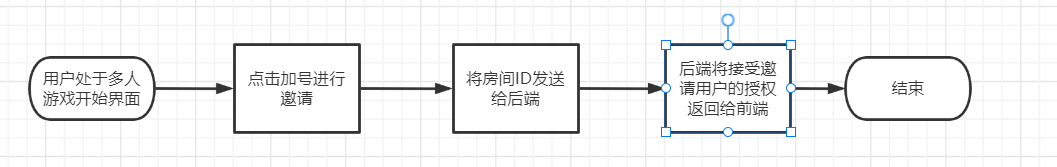 用户处于多人
游戏开始界面
点击加号进行
邀请
将房间ID发送
给后端
后端将接受邀
请用户的授权
返回给前端
结束